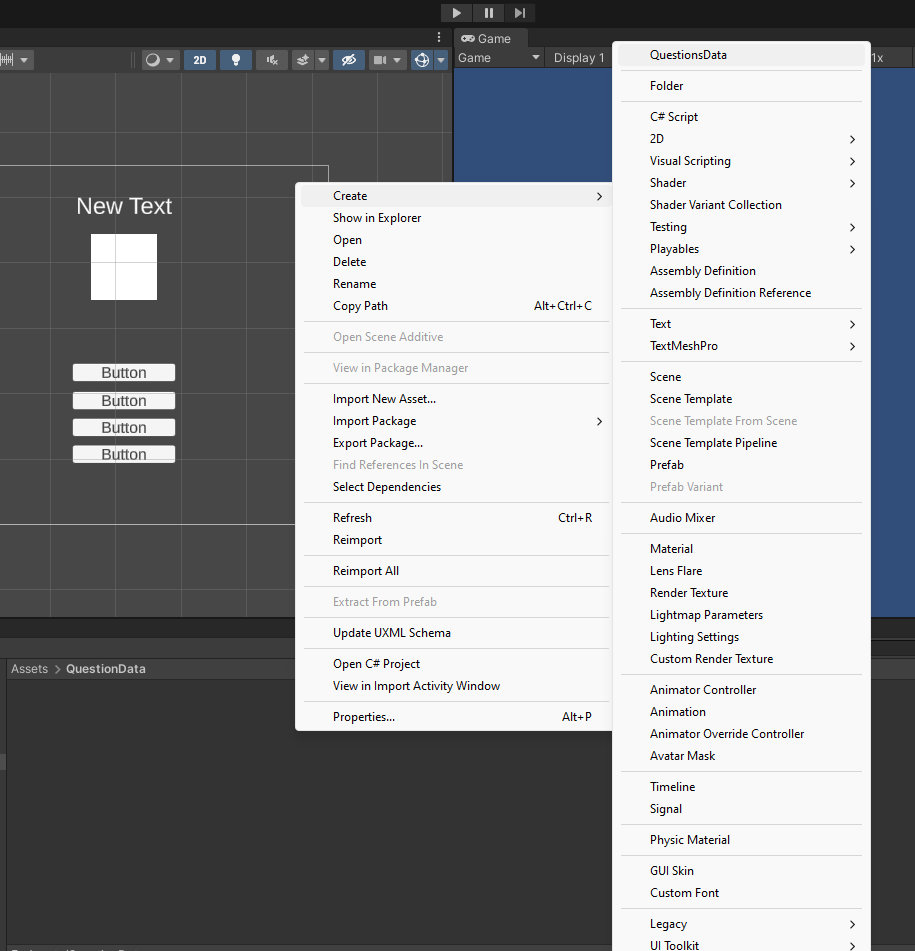 Game
2D
Game
Display 1
1x
New Text
Button
Button
Button
Button
Assets > QuestionData
Create
Show in Explorer
Open
Delete
Rename
Copy Path Alt+Ctrl+C
Open Scene Additive
View in Package Manager
Import New Asset...
Import Package
Export Package...
Find References In Scene
Select Dependencies
Refresh Ctrl+R
Reimport
Reimport All
Extract From Prefab
Update UXML Schema
Open C# Project
View in Import Activity Window
Properties... Alt+P
QuestionsData
Folder
C# Script
2D
Visual Scripting
Shader
Shader Variant Collection
Testing
Playables
Assembly Definition
Assembly Definition Reference
Text
TextMeshPro
Scene
Scene Template
Scene Template From Scene
Scene Template Pipeline
Prefab
Prefab Variant
Audio Mixer
Material
Lens Flare
Render Texture
Lightmap Parameters
Lighting Settings
Custom Render Texture
Animator Controller
Animation
Animator Override Controller
Avatar Mask
Timeline
Signal
Physic Material
GUI Skin
Custom Font
Legacy
UI Toolkit